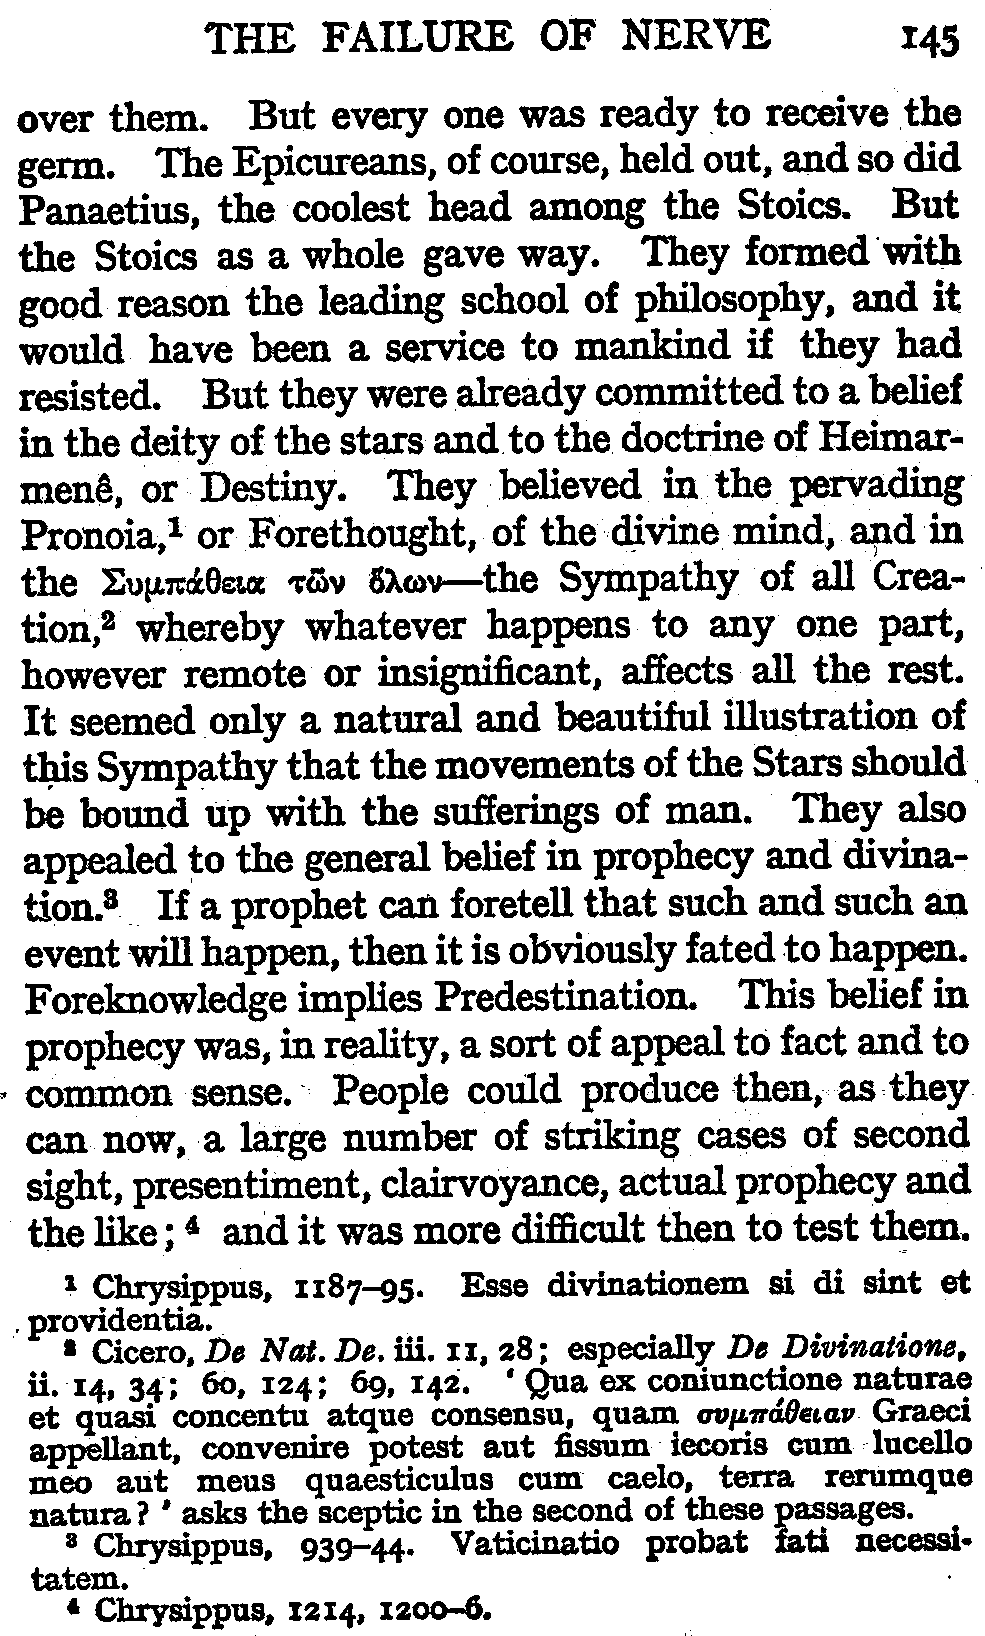 THE FAILURE OF NERVE 145
over them. But every one was ready to receive the
germ. The Epicureans, of course, held out, and so did
Panaetius, the coolest head among the Stoics. But
the Stoics as a whole gave way. They formed with
good reason the leading school of philosophy, and it
would have been a service to mankind if they had
resisted. But they were already committed to a belief
in the deity of the stars and to the doctrine of Heimar-
menê, or Destiny. They believed in the pervading
Pronoia,¹ or Forethought, of the divine mind, and in
the Συμπάθεια τῶν ὅλων—the Sympathy of all Crea-
tion,² whereby whatever happens to any one part,
however remote or insignificant, affects all the rest.
It seemed only a natural and beautiful illustration of
this Sympathy that the movements of the Stars should
be bound up with the sufferings of man. They also
appealed to the general belief in prophecy and divina-
tion.³ If a prophet can foretell that such and such an
event will happen, then it is obviously fated to happen.
Foreknowledge implies Predestination. This belief in
prophecy was, in reality, a sort of appeal to fact and to
common sense. People could produce then, as they
can now, a large number of striking cases of second
sight, presentiment, clairvoyance, actual prophecy and
the like; ⁴ and it was more difficult then to test them.
¹ Chrysippus, 1187–95. Esse divinationem si di sint et
providentia.
² Cicero, De Nat. De. iii. 11, 28; especially De Divinatione,
ii. 14, 34; 60, 124; 69, 142. ‘Qua ex coniunctione naturae
et quasi concentu atque consensu, quam συμπάθειαν Graeci
appellant, convenire potest aut fissum iecoris cum lucello
meo aut meus quaesticulus cum caelo, terra rerumque
natura?’ asks the sceptic in the second of these passages.
³ Chrysippus, 939–44. Vaticinatio probat fati necessi-
tatem.
⁴ Chrysippus, 1214, 1200–6.